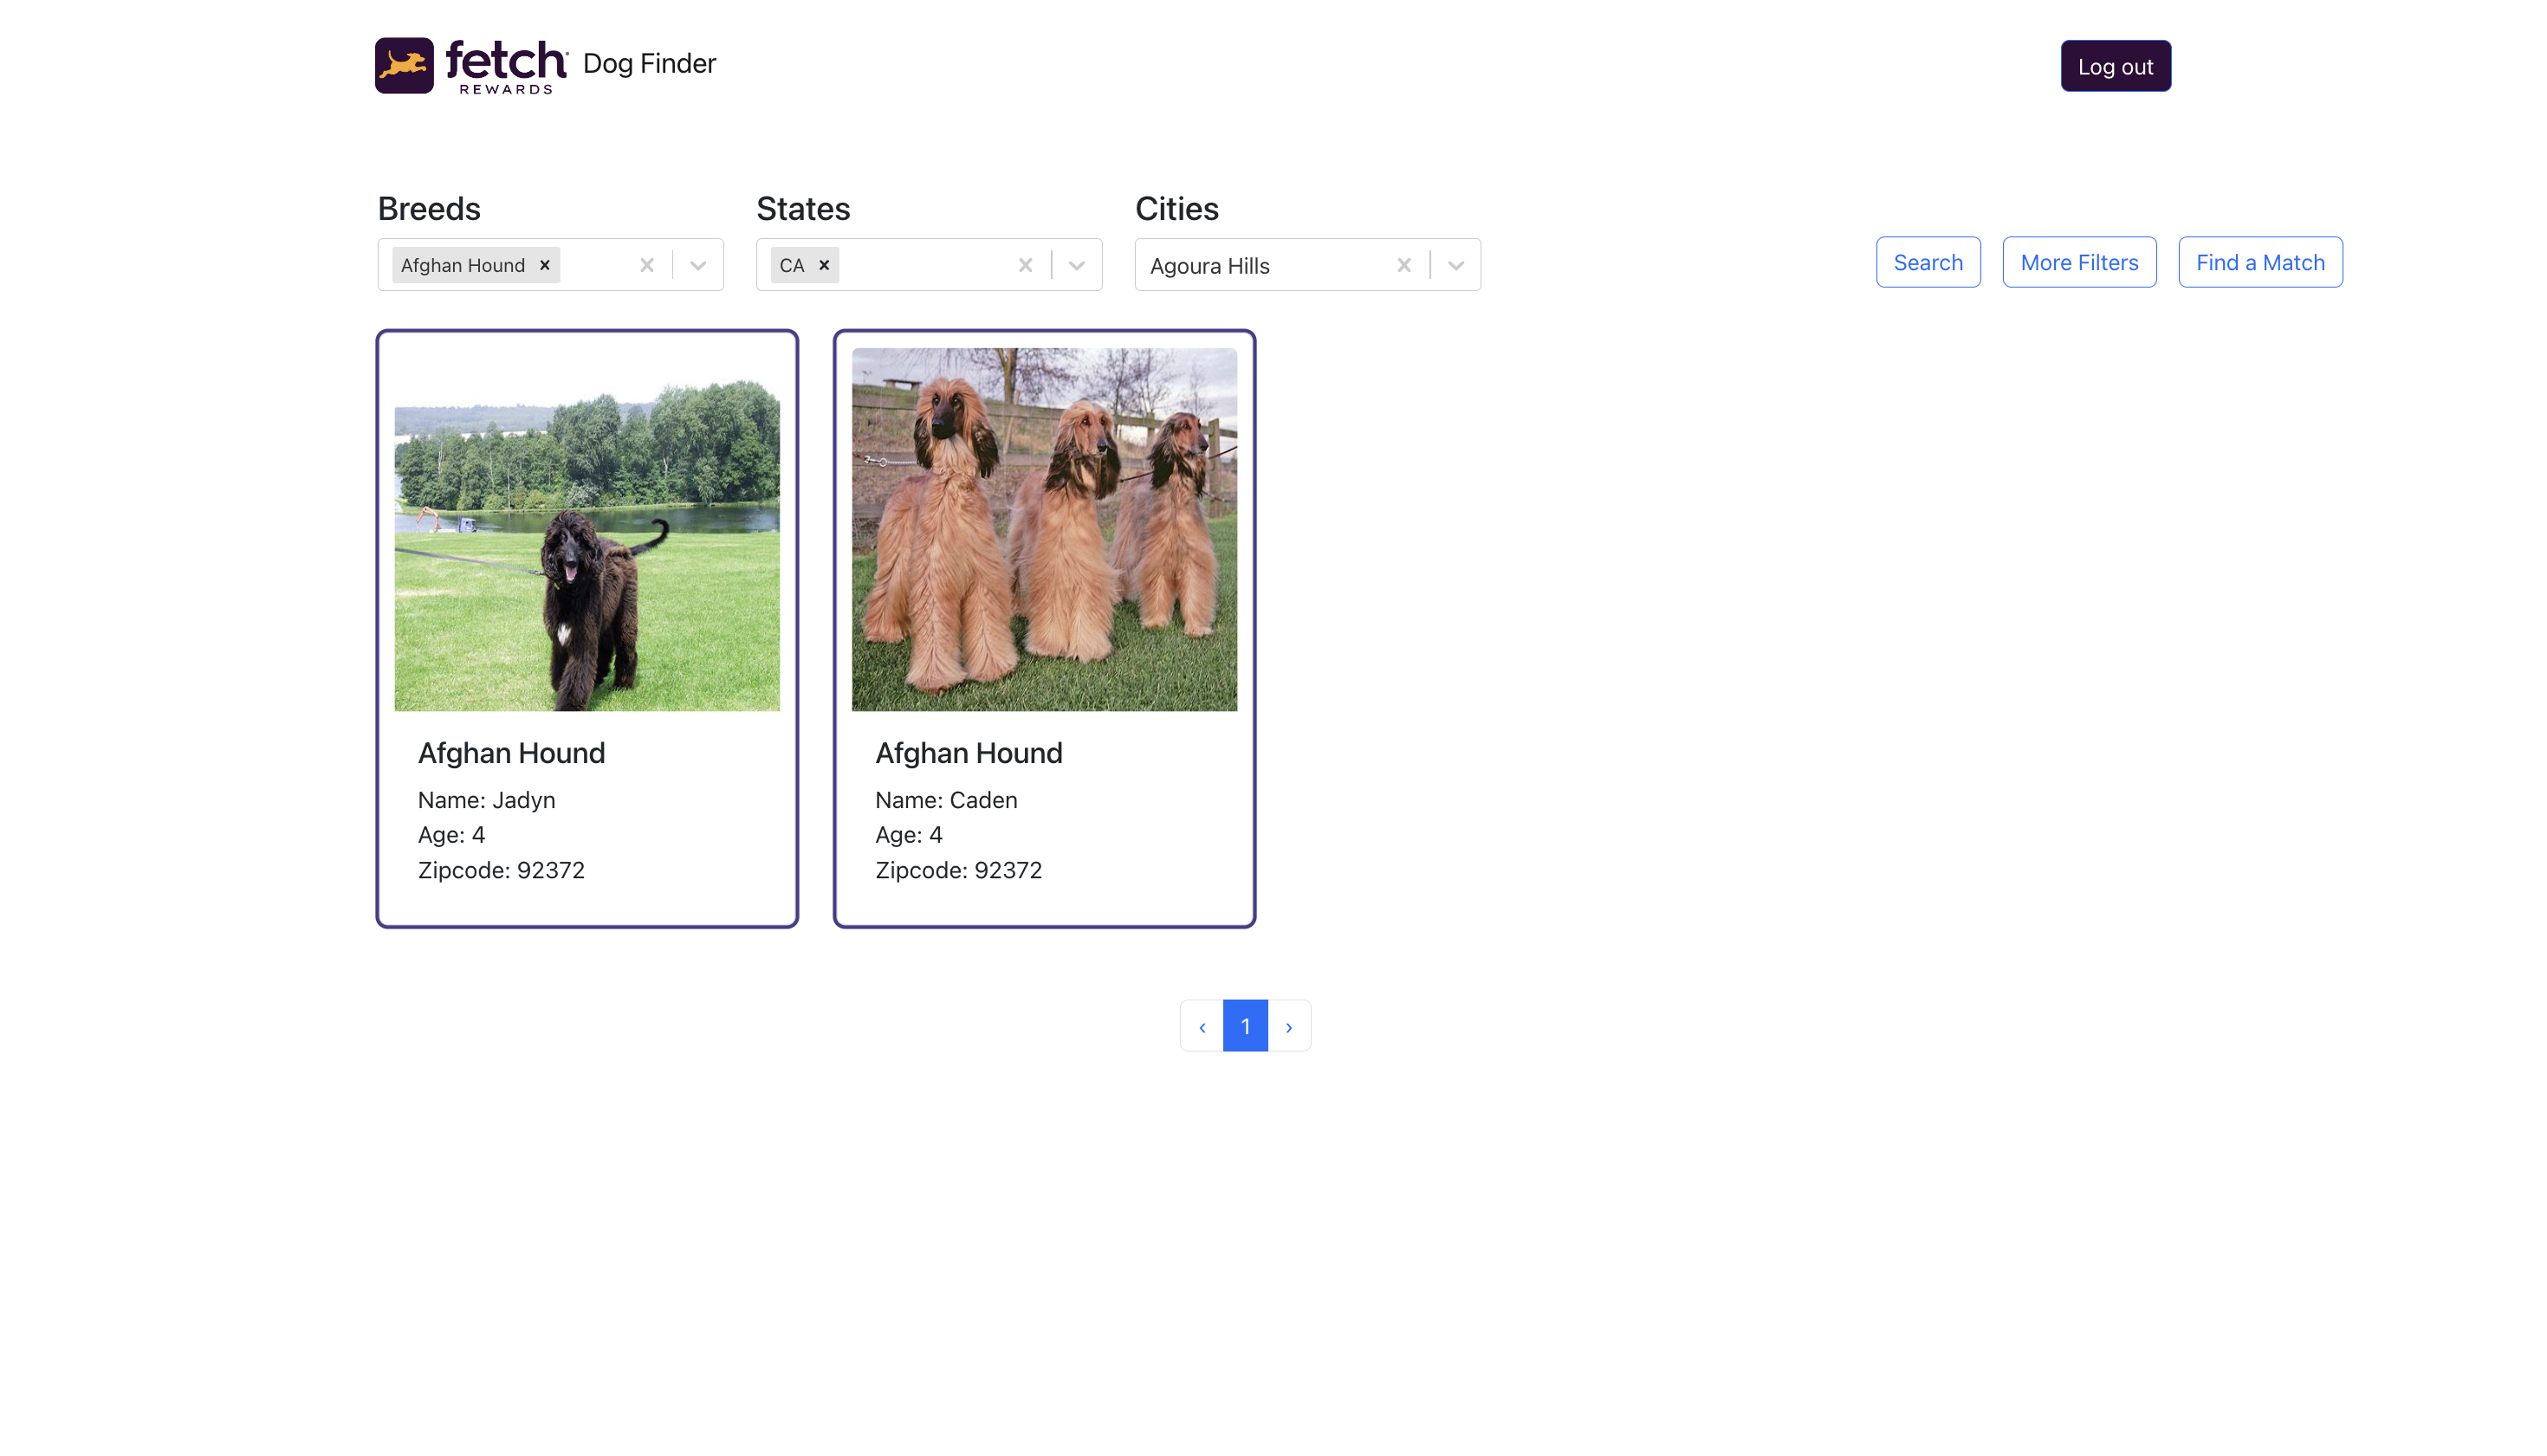 fetch Dog Finder
REWARDS
Log out
Breeds
States
Cities
Afghan Hound
CA
Agoura Hills
Search
More Filters
Find a Match
Afghan Hound
Name: Jadyn
Age: 4
Zipcode: 92372
Afghan Hound
Name: Caden
Age: 4
Zipcode: 92372
‹ 1 ›